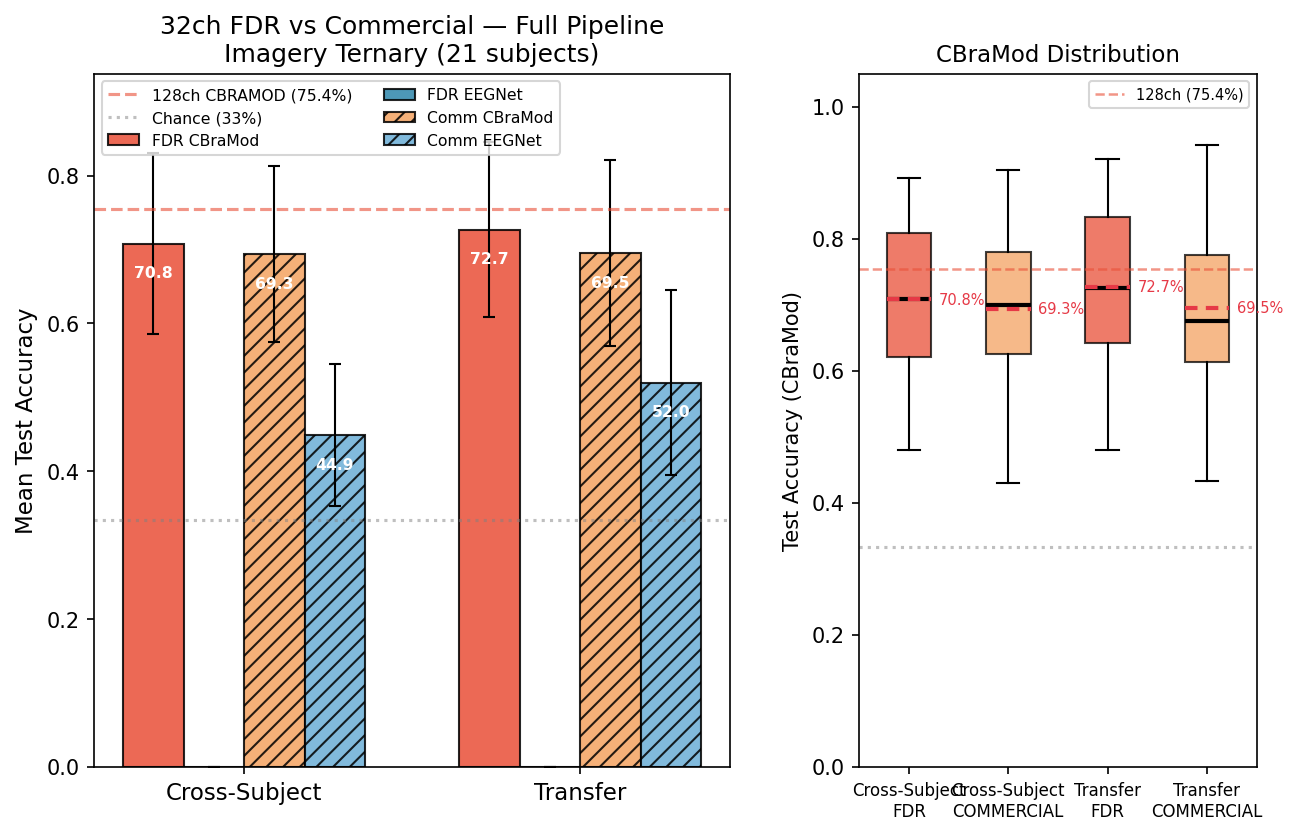 32ch FDR vs Commercial — Full Pipeline
Imagery Ternary (21 subjects)
128ch CBRAMOD (75.4%)
Chance (33%)
FDR CBraMod
FDR EEGNet
Comm CBraMod
Comm EEGNet
Mean Test Accuracy
0.8
0.6
0.4
0.2
0.0
70.8
69.3
44.9
72.7
69.5
52.0
Cross-Subject
Transfer
CBraMod Distribution
128ch (75.4%)
Test Accuracy (CBraMod)
1.0
0.8
0.6
0.4
0.2
0.0
70.8%
69.3%
72.7%
69.5%
Cross-Subject
FDR
Cross-Subject
COMMERCIAL
Transfer
FDR
Transfer
COMMERCIAL